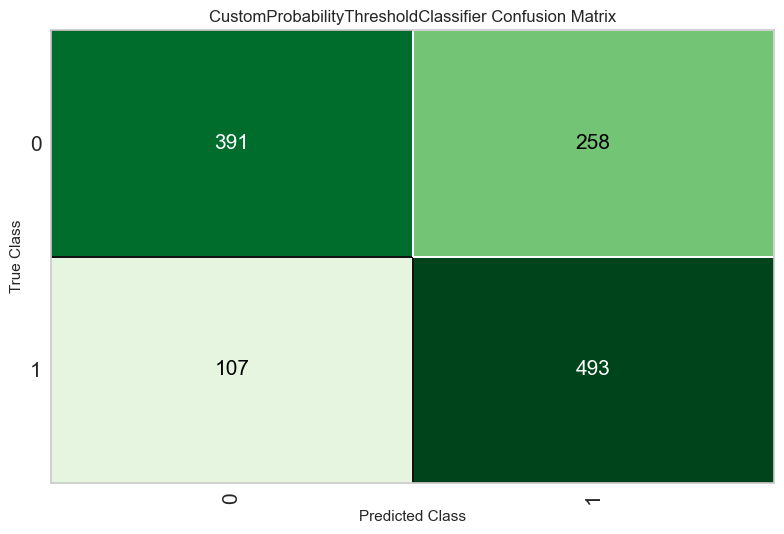 CustomProbabilityThresholdClassifier Confusion Matrix
0
391
258
True Class
1
107
493
0
1
Predicted Class